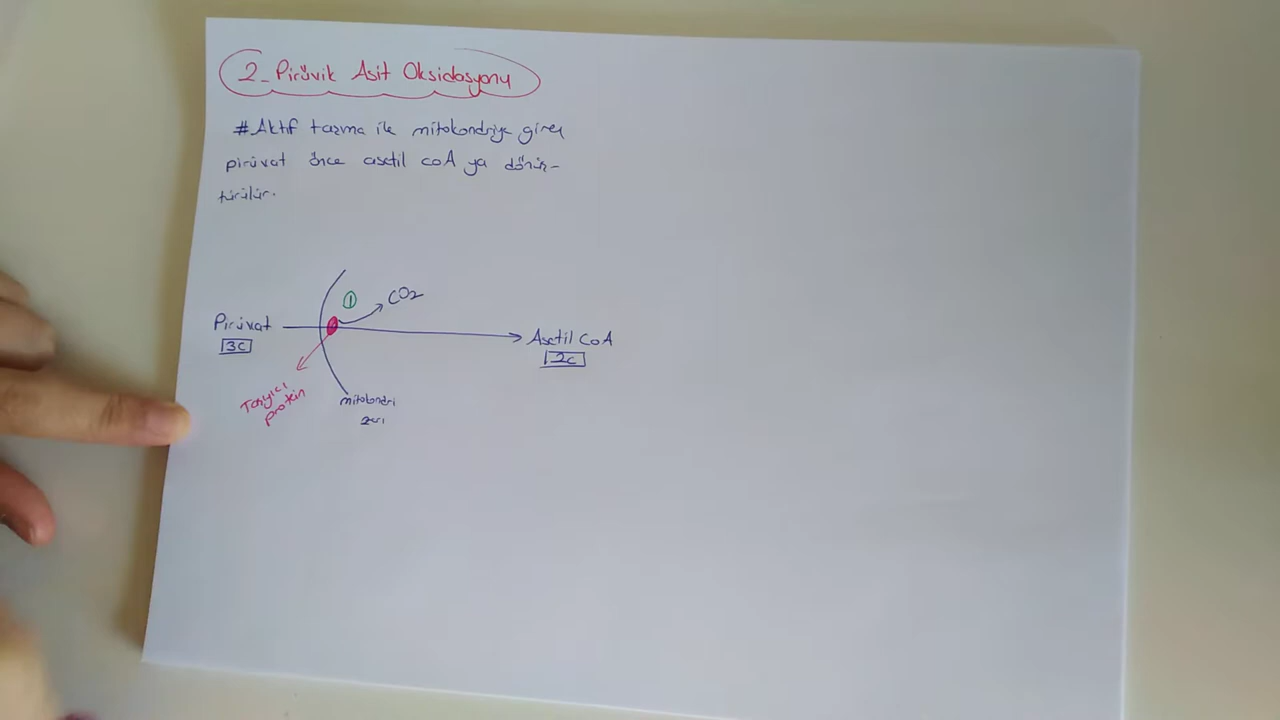 2_ Pirüvik Asit Oksidasyonu
# Aktif taşıma ile mitokondriye giren
pirüvat önce asetil coA ya dönüş-
türülür.
①
CO2
Pirüvat
3c
Asetil CoA
2c
Taşıyıcı
protein
mitokondri
zarı